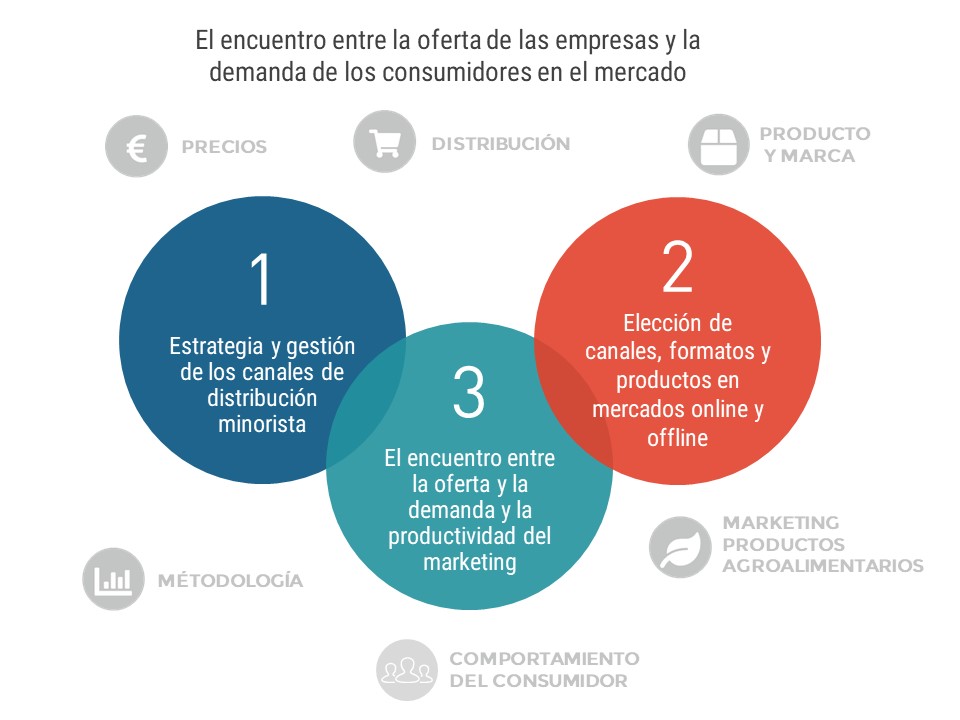 El encuentro entre la oferta de las empresas y la
demanda de los consumidores en el mercado
€
PRECIOS
DISTRIBUCIÓN
PRODUCTO
Y MARCA
1
Estrategia y gestión
de los canales de
distribución
minorista
2
Elección de
canales, formatos y
productos en
mercados online y
offline
3
El encuentro entre
la oferta y la
demanda y la
productividad del
marketing
MÉTODOLOGÍA
MARKETING
PRODUCTOS
AGROALIMENTARIOS
COMPORTAMIENTO
DEL CONSUMIDOR